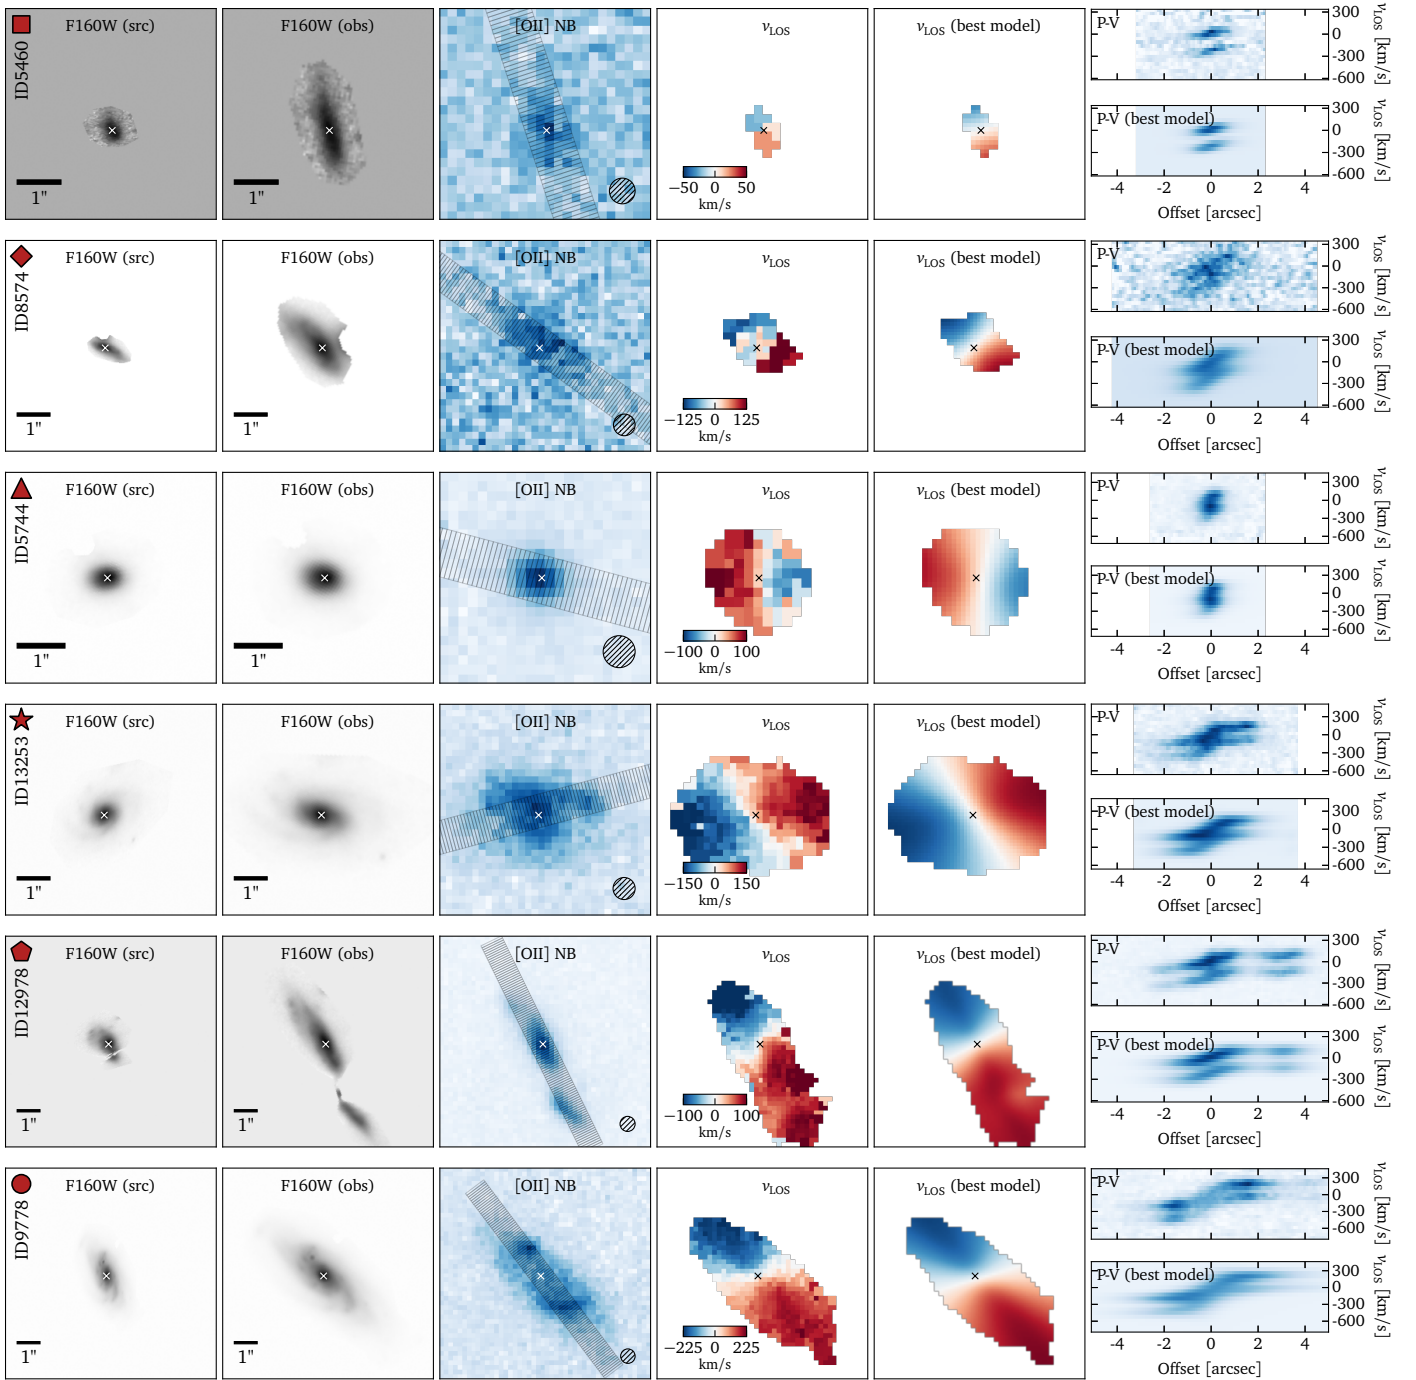 ID5460
F160W (src)
1"
F160W (obs)
1"
[OII] NB
vLOS
−50 0 50
km/s
vLOS (best model)
P-V
300
0
-300
-600
vLOS [km/s]
P-V (best model)
300
0
-300
-600
vLOS [km/s]
-4 -2 0 2 4
Offset [arcsec]
ID8574
F160W (src)
1"
F160W (obs)
1"
[OII] NB
vLOS
−125 0 125
km/s
vLOS (best model)
P-V
300
0
-300
-600
vLOS [km/s]
P-V (best model)
300
0
-300
-600
vLOS [km/s]
-4 -2 0 2 4
Offset [arcsec]
ID5744
F160W (src)
1"
F160W (obs)
1"
[OII] NB
vLOS
−100 0 100
km/s
vLOS (best model)
P-V
300
0
-300
-600
vLOS [km/s]
P-V (best model)
300
0
-300
-600
vLOS [km/s]
-4 -2 0 2 4
Offset [arcsec]
ID13253
F160W (src)
1"
F160W (obs)
1"
[OII] NB
vLOS
−150 0 150
km/s
vLOS (best model)
P-V
300
0
-300
-600
vLOS [km/s]
P-V (best model)
300
0
-300
-600
vLOS [km/s]
-4 -2 0 2 4
Offset [arcsec]
ID12978
F160W (src)
1"
F160W (obs)
1"
[OII] NB
vLOS
−100 0 100
km/s
vLOS (best model)
P-V
300
0
-300
-600
vLOS [km/s]
P-V (best model)
300
0
-300
-600
vLOS [km/s]
-4 -2 0 2 4
Offset [arcsec]
ID9778
F160W (src)
1"
F160W (obs)
1"
[OII] NB
vLOS
−225 0 225
km/s
vLOS (best model)
P-V
300
0
-300
-600
vLOS [km/s]
P-V (best model)
300
0
-300
-600
vLOS [km/s]
-4 -2 0 2 4
Offset [arcsec]